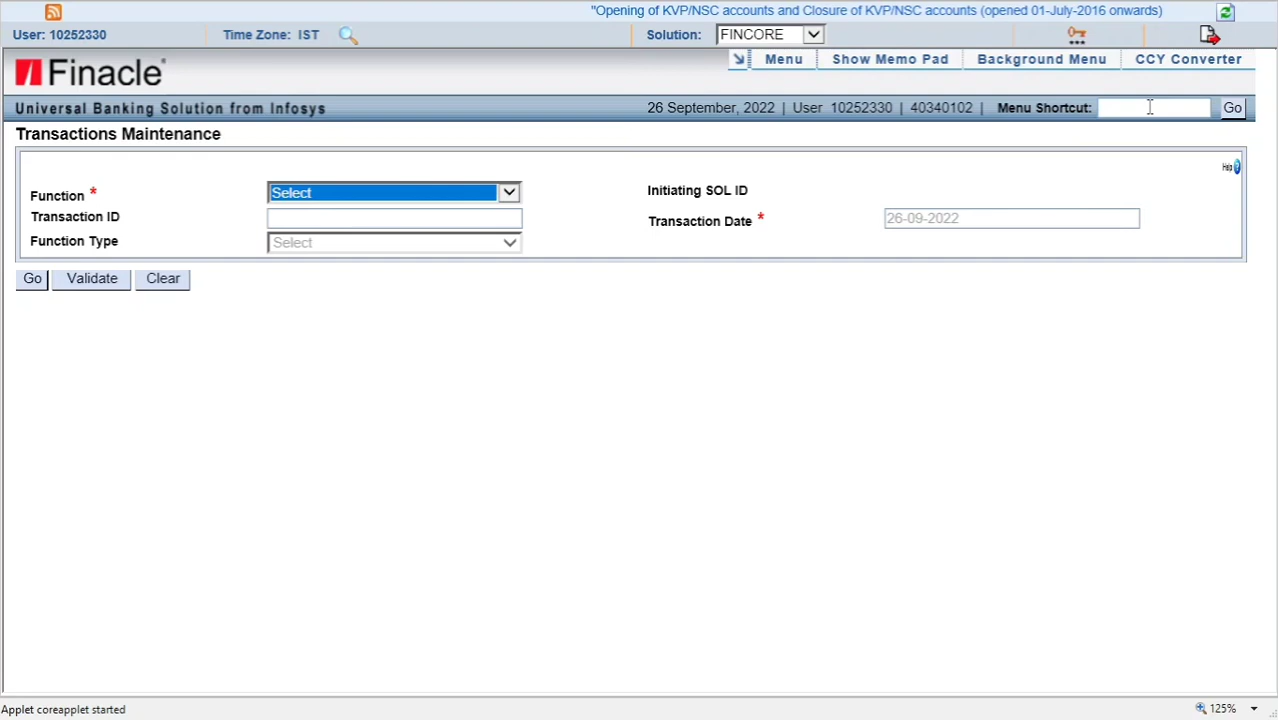 "Opening of KVP/NSC accounts and Closure of KVP/NSC accounts (opened 01-July-2016 onwards)
User: 10252330 Time Zone: IST Solution: FINCORE
Finacle Menu Show Memo Pad Background Menu CCY Converter
Universal Banking Solution from Infosys 26 September, 2022 | User 10252330 | 40340102 | Menu Shortcut: Go
Transactions Maintenance
Help ?
Function * Select Initiating SOL ID
Transaction ID Transaction Date * 26-09-2022
Function Type Select
Go Validate Clear
Applet coreapplet started 125%